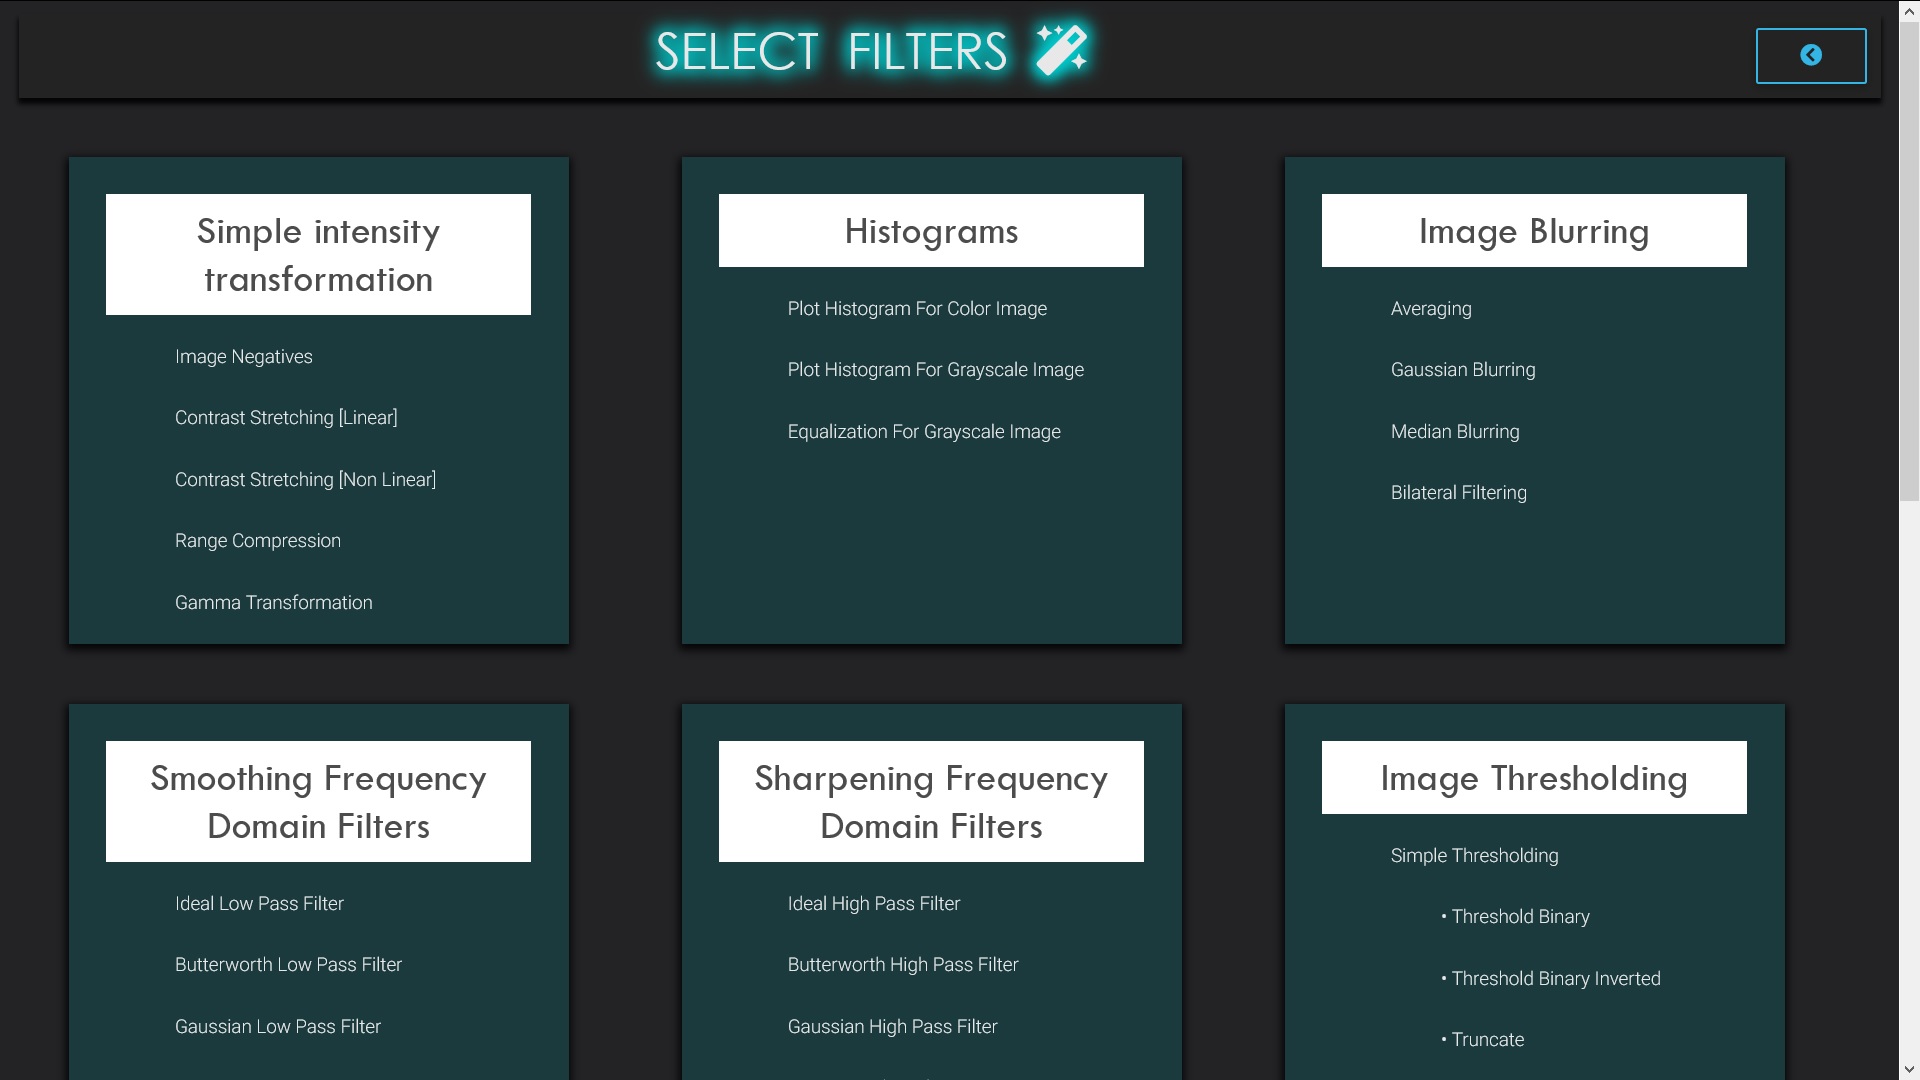 SELECT FILTERS
Simple intensity
transformation
Image Negatives
Contrast Stretching [Linear]
Contrast Stretching [Non Linear]
Range Compression
Gamma Transformation
Histograms
Plot Histogram For Color Image
Plot Histogram For Grayscale Image
Equalization For Grayscale Image
Image Blurring
Averaging
Gaussian Blurring
Median Blurring
Bilateral Filtering
Smoothing Frequency
Domain Filters
Ideal Low Pass Filter
Butterworth Low Pass Filter
Gaussian Low Pass Filter
Sharpening Frequency
Domain Filters
Ideal High Pass Filter
Butterworth High Pass Filter
Gaussian High Pass Filter
Image Thresholding
Simple Thresholding
• Threshold Binary
• Threshold Binary Inverted
• Truncate